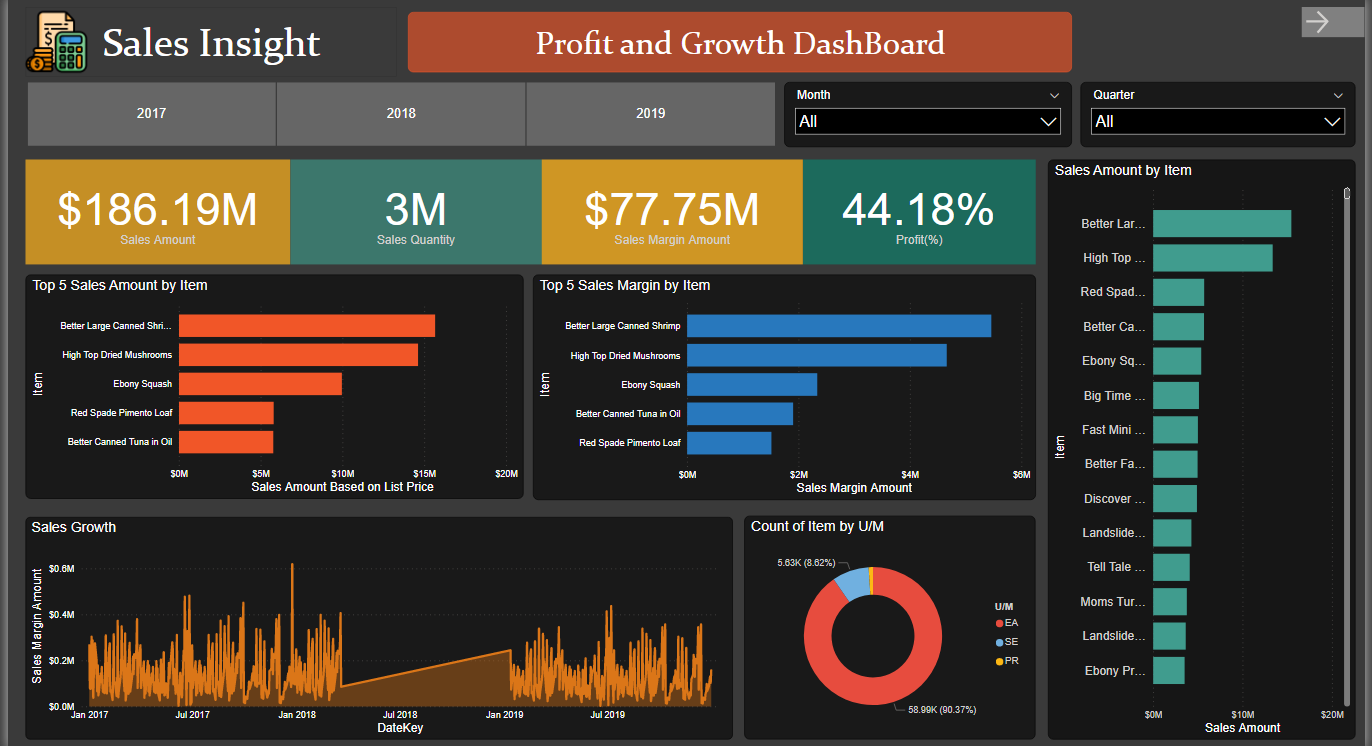 Sales Insight
Profit and Growth DashBoard
2017
2018
2019
Month
All
Quarter
All
$186.19M
Sales Amount
3M
Sales Quantity
$77.75M
Sales Margin Amount
44.18%
Profit(%)
Top 5 Sales Amount by Item
Item
Better Large Canned Shri...
High Top Dried Mushrooms
Ebony Squash
Red Spade Pimento Loaf
Better Canned Tuna in Oil
$0M
$5M
$10M
$15M
$20M
Sales Amount Based on List Price
Top 5 Sales Margin by Item
Item
Better Large Canned Shrimp
High Top Dried Mushrooms
Ebony Squash
Better Canned Tuna in Oil
Red Spade Pimento Loaf
$0M
$2M
$4M
$6M
Sales Margin Amount
Sales Amount by Item
Item
Better Lar...
High Top ...
Red Spad...
Better Ca...
Ebony Sq...
Big Time ...
Fast Mini ...
Better Fa...
Discover ...
Landslide...
Tell Tale ...
Moms Tur...
Landslide...
Ebony Pr...
$0M
$10M
$20M
Sales Amount
Sales Growth
Sales Margin Amount
$0.6M
$0.4M
$0.2M
$0.0M
Jan 2017
Jul 2017
Jan 2018
Jul 2018
Jan 2019
Jul 2019
DateKey
Count of Item by U/M
5.63K (8.62%)
58.99K (90.37%)
U/M
EA
SE
PR